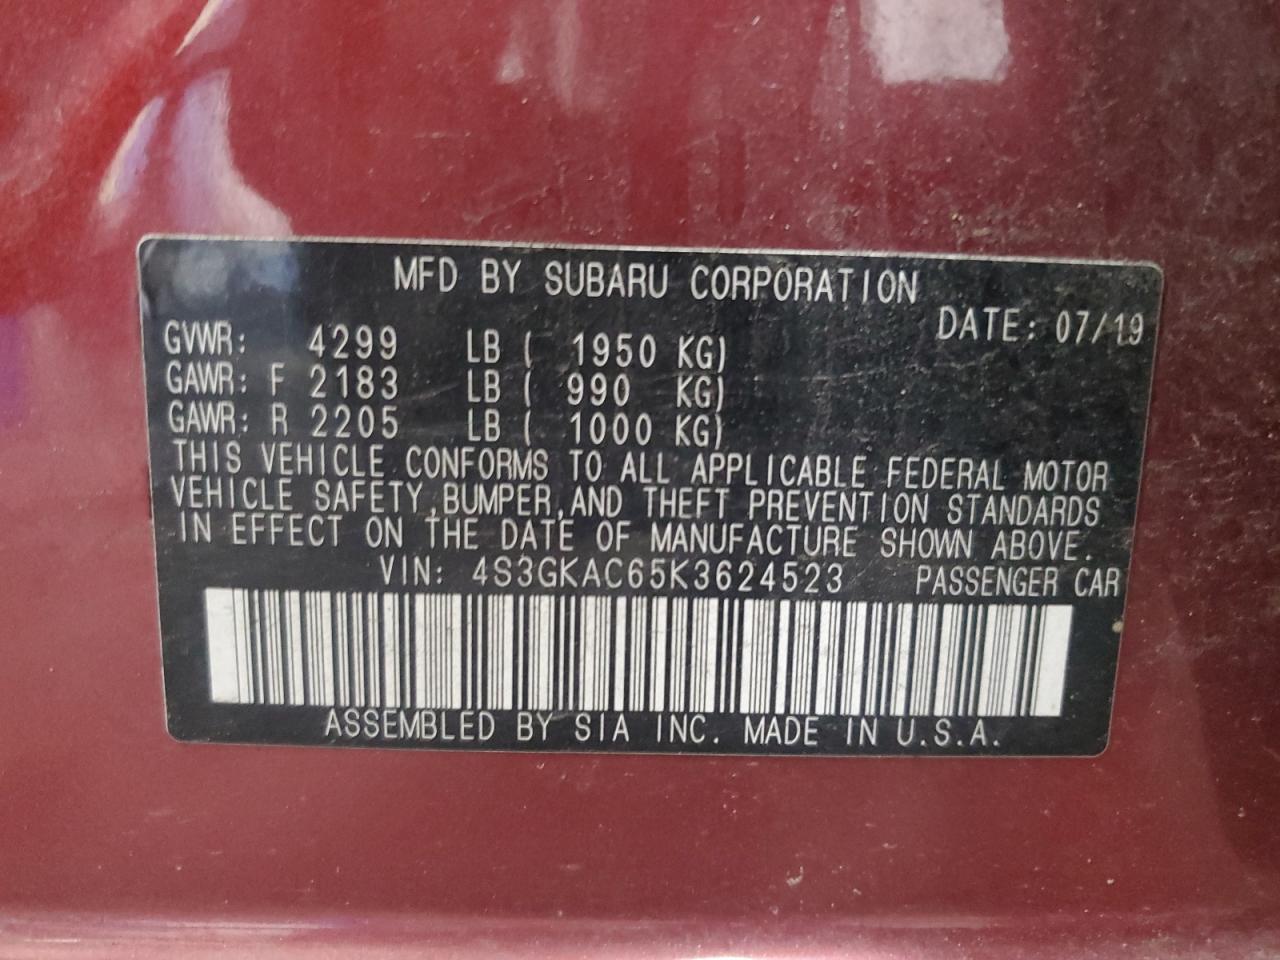 MFD BY SUBARU CORPORATION
DATE: 07/19
GVWR: 4299 LB ( 1950 KG)
GAWR: F 2183 LB ( 990 KG)
GAWR: R 2205 LB ( 1000 KG)
THIS VEHICLE CONFORMS TO ALL APPLICABLE FEDERAL MOTOR
VEHICLE SAFETY,BUMPER,AND THEFT PREVENTION STANDARDS
IN EFFECT ON THE DATE OF MANUFACTURE SHOWN ABOVE.
VIN: 4S3GKAC65K3624523 PASSENGER CAR
ASSEMBLED BY SIA INC. MADE IN U.S.A.